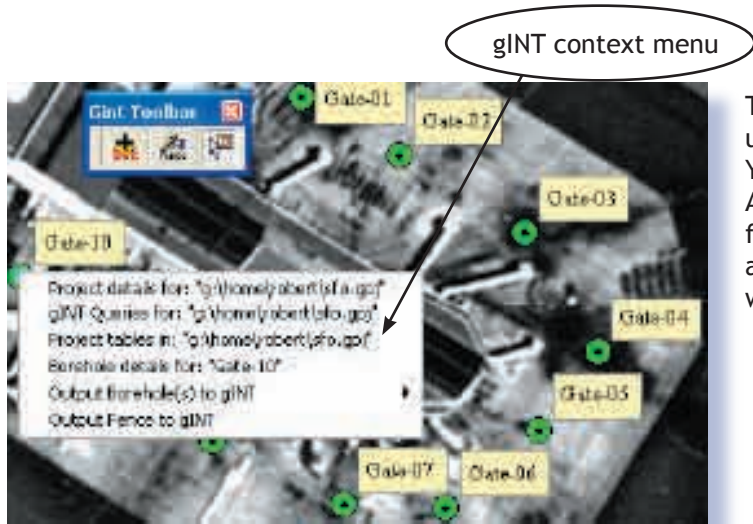 gINT context menu
Gint Toolbox
Gate-01
Gate-02
Gate-03
Gate-10
Gate-04
Gate-05
Gate-07
Gate-06
Project details for: "g:\home\robert\sfo.gpj"
gINT Queries for: "g:\home\robert\sfo.gpj"
Project tables in: "g:\home\robert\sfo.gpj"
Borehole details for: "Gate-10"
Output Borehole(s) to gINT
Output Fence to gINT
T
u
Y
A
f
a
w